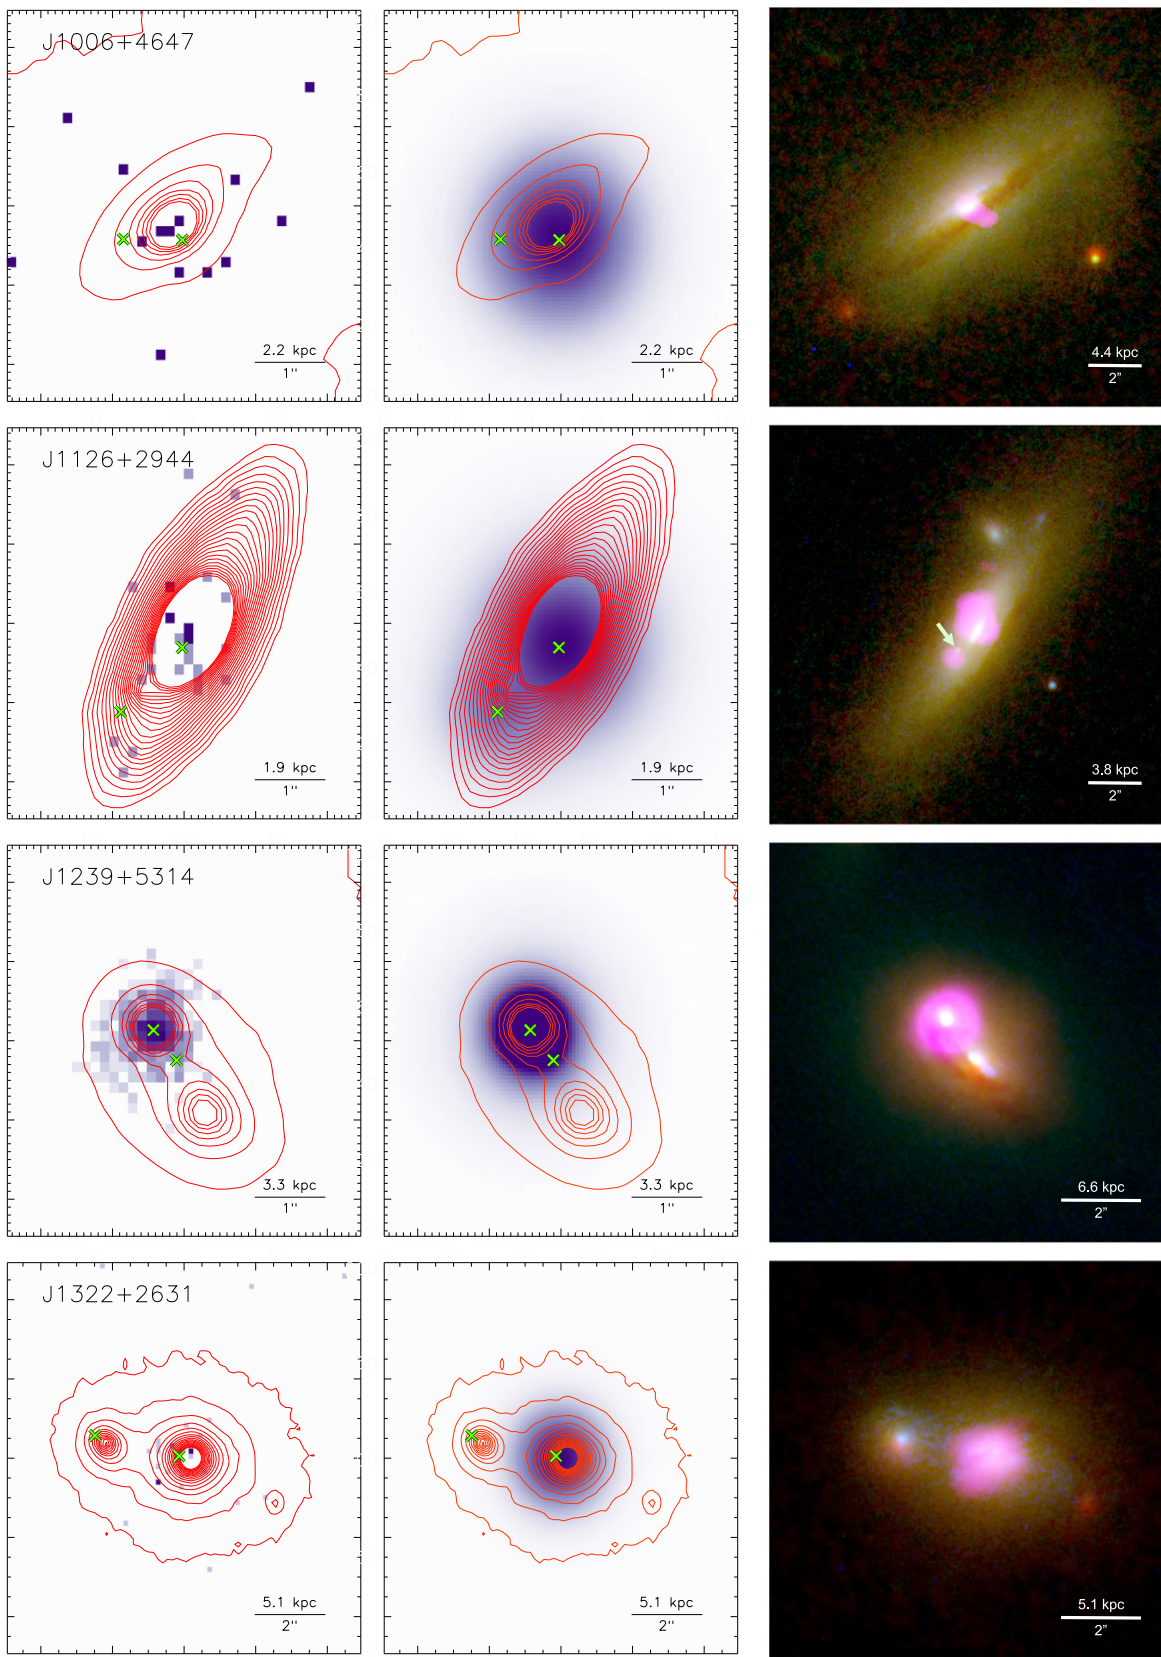 J1006+4647
2.2 kpc
1"
2.2 kpc
1"
4.4 kpc
2"
J1126+2944
1.9 kpc
1"
1.9 kpc
1"
3.8 kpc
2"
J1239+5314
3.3 kpc
1"
3.3 kpc
1"
6.6 kpc
2"
J1322+2631
5.1 kpc
2"
5.1 kpc
2"
5.1 kpc
2"